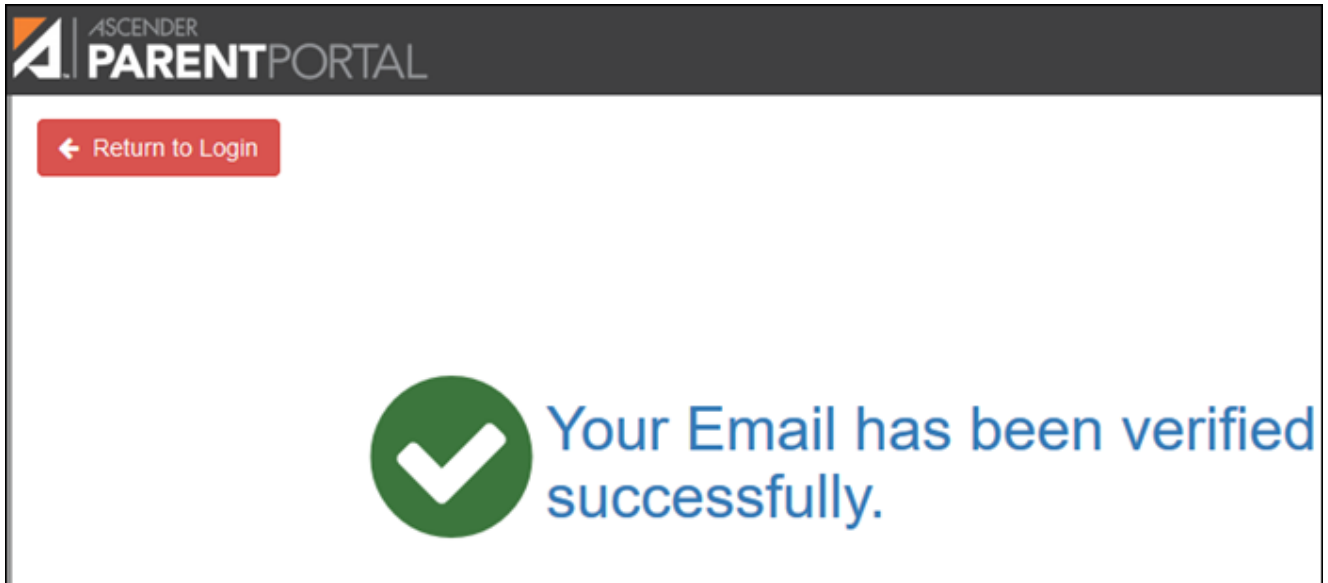 ASCENDER
PARENTPORTAL
Return to Login
Your Email has been verified
successfully.